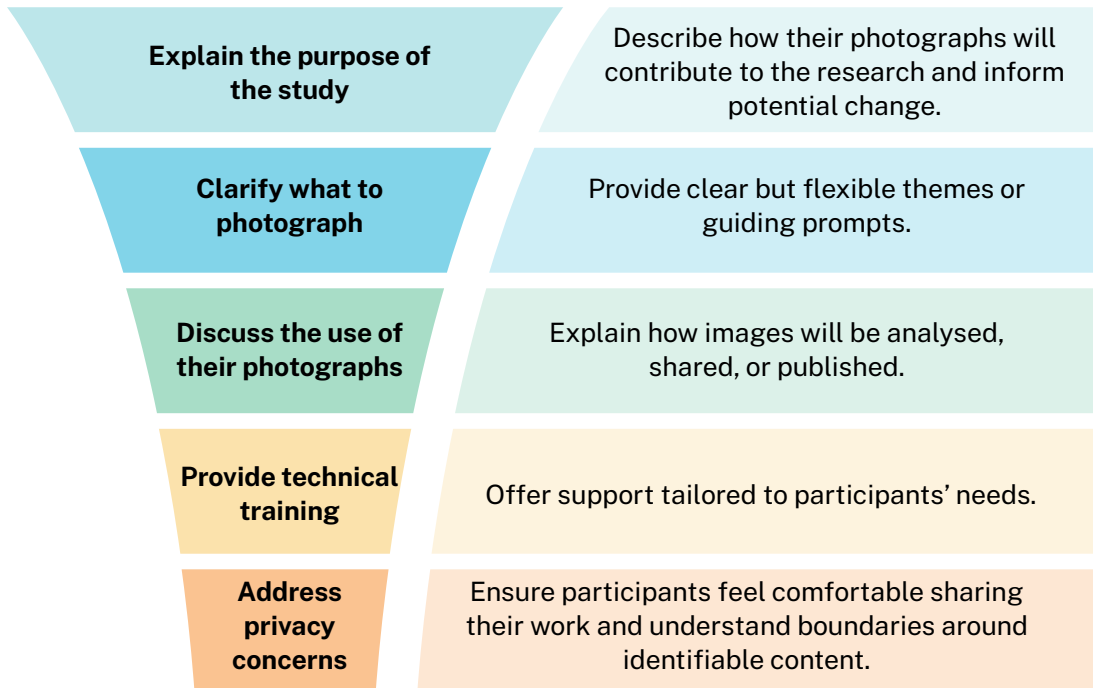 Explain the purpose of
the study
Describe how their photographs will
contribute to the research and inform
potential change.
Clarify what to
photograph
Provide clear but flexible themes or
guiding prompts.
Discuss the use of
their photographs
Explain how images will be analysed,
shared, or published.
Provide technical
training
Offer support tailored to participants’ needs.
Address
privacy
concerns
Ensure participants feel comfortable sharing
their work and understand boundaries around
identifiable content.